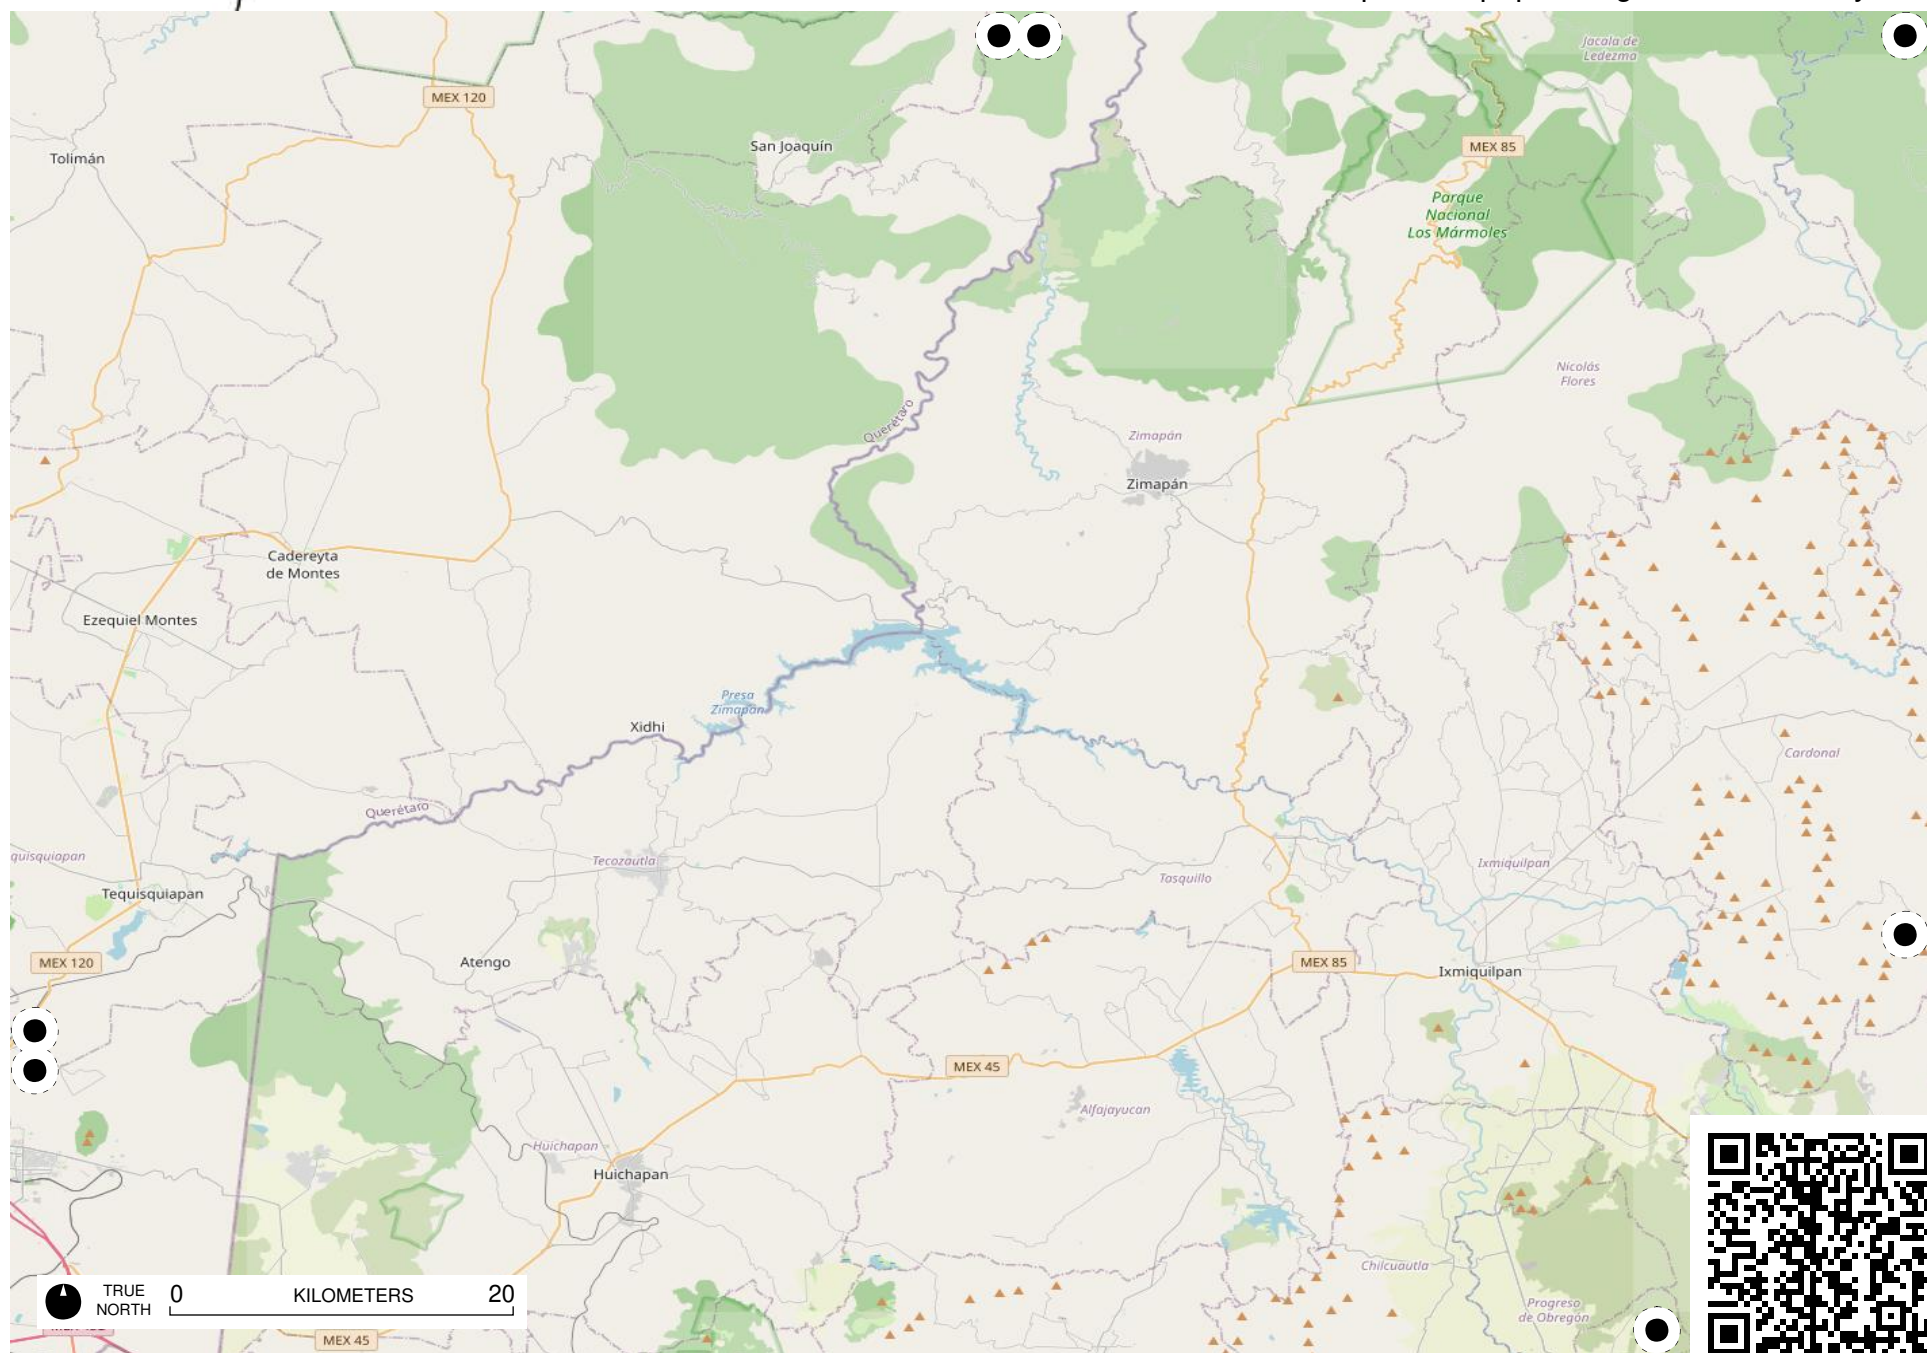 Jacala de
Ledezma
MEX 120
San Joaquín
MEX 85
Tolimán
Parque
Nacional
Los Mármoles
Nicolás
Flores
Querétaro
Zimapán
Zimapán
Cadereyta
de Montes
Ezequiel Montes
Presa
Zimapán
Xidhi
Cardonal
Querétaro
quisquiapan
Tecozautla
Ixmiquilpan
Tasquillo
Tequisquiapan
MEX 120
Atengo
MEX 85
Ixmiquilpan
MEX 45
Alfajayucan
Huichapan
Huichapan
Chilcuautla
TRUE
NORTH
0 KILOMETERS 20
Progreso
de Obregón
MEX 45